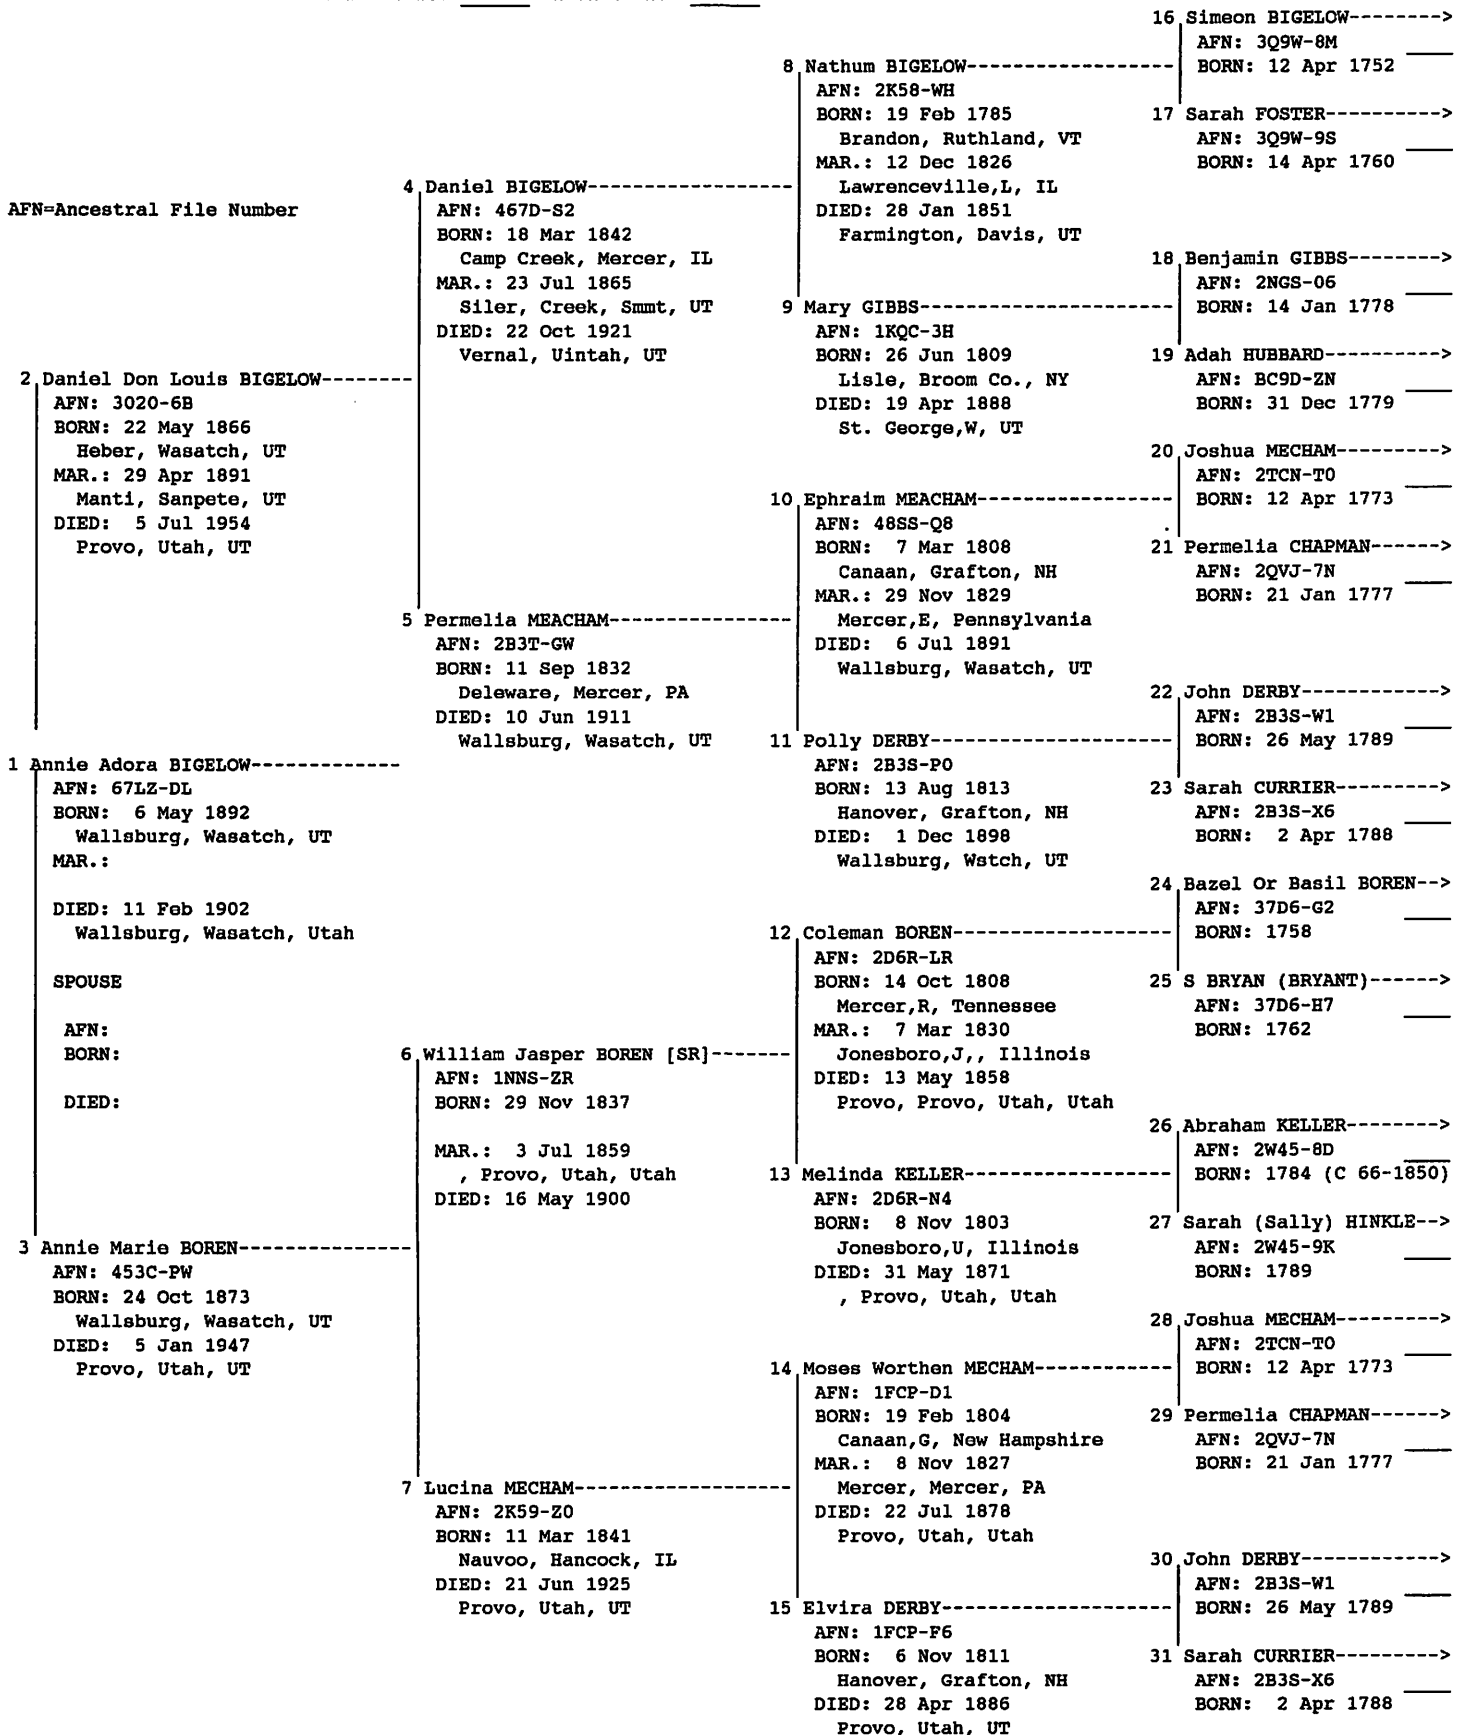 AFN=Ancestral File Number
1 Annie Adora BIGELOW-------------
AFN: 67LZ-DL
BORN:  6 May 1892
Wallsburg, Wasatch, UT
MAR.:
DIED: 11 Feb 1902
Wallsburg, Wasatch, Utah
SPOUSE
AFN:
BORN:
DIED:
2 Daniel Don Louis BIGELOW--------
AFN: 3020-6B
BORN: 22 May 1866
Heber, Wasatch, UT
MAR.: 29 Apr 1891
Manti, Sanpete, UT
DIED:  5 Jul 1954
Provo, Utah, UT
3 Annie Marie BOREN---------------
AFN: 453C-PW
BORN: 24 Oct 1873
Wallsburg, Wasatch, UT
DIED:  5 Jan 1947
Provo, Utah, UT
4 Daniel BIGELOW-----------------
AFN: 467D-S2
BORN: 18 Mar 1842
Camp Creek, Mercer, IL
MAR.: 23 Jul 1865
Siler, Creek, Smmt, UT
DIED: 22 Oct 1921
Vernal, Uintah, UT
5 Permelia MEACHAM---------------
AFN: 2B3T-GW
BORN: 11 Sep 1832
Deleware, Mercer, PA
DIED: 10 Jun 1911
Wallsburg, Wasatch, UT
6 William Jasper BOREN [SR]-------
AFN: 1NNS-ZR
BORN: 29 Nov 1837
MAR.:  3 Jul 1859
, Provo, Utah, Utah
DIED: 16 May 1900
7 Lucina MECHAM------------------
AFN: 2K59-Z0
BORN: 11 Mar 1841
Nauvoo, Hancock, IL
DIED: 21 Jun 1925
Provo, Utah, UT
8 Nathum BIGELOW-----------------
AFN: 2K58-WH
BORN: 19 Feb 1785
Brandon, Ruthland, VT
MAR.: 12 Dec 1826
Lawrenceville,L, IL
DIED: 28 Jan 1851
Farmington, Davis, UT
9 Mary GIBBS---------------------
AFN: 1KQC-3H
BORN: 26 Jun 1809
Lisle, Broom Co., NY
DIED: 19 Apr 1888
St. George,W, UT
10 Ephraim MEACHAM----------------
AFN: 48SS-Q8
BORN:  7 Mar 1808
Canaan, Grafton, NH
MAR.: 29 Nov 1829
Mercer,E, Pennsylvania
DIED:  6 Jul 1891
Wallsburg, Wasatch, UT
11 Polly DERBY--------------------
AFN: 2B3S-P0
BORN: 13 Aug 1813
Hanover, Grafton, NH
DIED:  1 Dec 1898
Wallsburg, Wstch, UT
12 Coleman BOREN------------------
AFN: 2D6R-LR
BORN: 14 Oct 1808
Mercer,R, Tennessee
MAR.:  7 Mar 1830
Jonesboro,J,, Illinois
DIED: 13 May 1858
Provo, Provo, Utah, Utah
13 Melinda KELLER-----------------
AFN: 2D6R-N4
BORN:  8 Nov 1803
Jonesboro,U, Illinois
DIED: 31 May 1871
, Provo, Utah, Utah
14 Moses Worthen MECHAM-----------
AFN: 1FCP-D1
BORN: 19 Feb 1804
Canaan,G, New Hampshire
MAR.:  8 Nov 1827
Mercer, Mercer, PA
DIED: 22 Jul 1878
Provo, Utah, Utah
15 Elvira DERBY-------------------
AFN: 1FCP-F6
BORN:  6 Nov 1811
Hanover, Grafton, NH
DIED: 28 Apr 1886
Provo, Utah, UT
16 Simeon BIGELOW-------->
AFN: 3Q9W-8M
BORN: 12 Apr 1752
17 Sarah FOSTER---------->
AFN: 3Q9W-9S
BORN: 14 Apr 1760
18 Benjamin GIBBS-------->
AFN: 2NGS-06
BORN: 14 Jan 1778
19 Adah HUBBARD---------->
AFN: BC9D-ZN
BORN: 31 Dec 1779
20 Joshua MECHAM--------->
AFN: 2TCN-T0
BORN: 12 Apr 1773
21 Permelia CHAPMAN------>
AFN: 2QVJ-7N
BORN: 21 Jan 1777
22 John DERBY------------>
AFN: 2B3S-W1
BORN: 26 May 1789
23 Sarah CURRIER--------->
AFN: 2B3S-X6
BORN:  2 Apr 1788
24 Bazel Or Basil BOREN-->
AFN: 37D6-G2
BORN: 1758
25 S BRYAN (BRYANT)------>
AFN: 37D6-H7
BORN: 1762
26 Abraham KELLER-------->
AFN: 2W45-8D
BORN: 1784 (C 66-1850)
27 Sarah (Sally) HINKLE-->
AFN: 2W45-9K
BORN: 1789
28 Joshua MECHAM--------->
AFN: 2TCN-T0
BORN: 12 Apr 1773
29 Permelia CHAPMAN------>
AFN: 2QVJ-7N
BORN: 21 Jan 1777
30 John DERBY------------>
AFN: 2B3S-W1
BORN: 26 May 1789
31 Sarah CURRIER--------->
AFN: 2B3S-X6
BORN:  2 Apr 1788